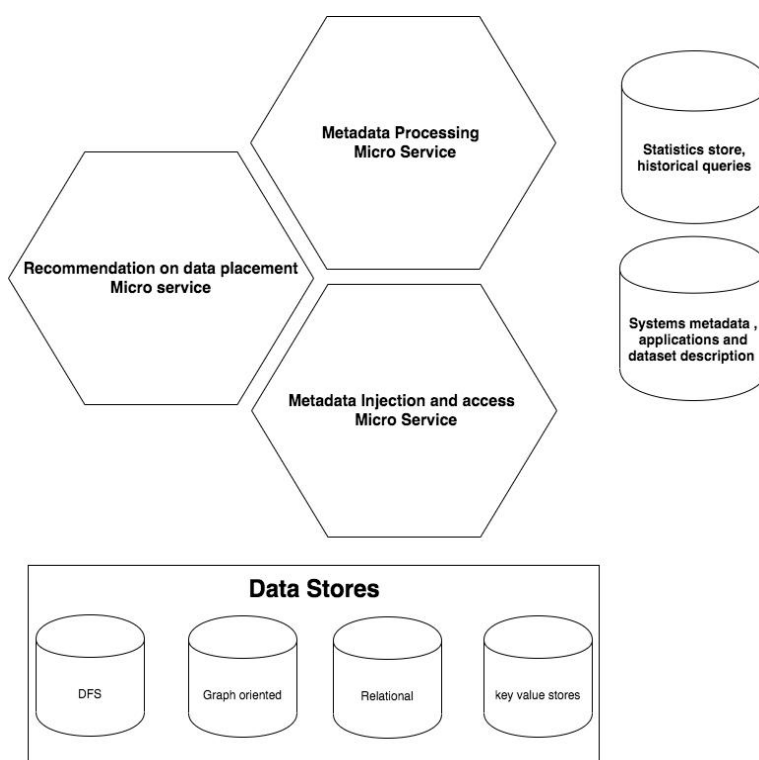 Metadata Processing
Micro Service
Statistics store,
historical queries
Recommendation on data placement
Micro service
Systems metadata ,
applications and
dataset description
Metadata Injection and access
Micro Service
Data Stores
DFS
Graph oriented
Relational
key value stores